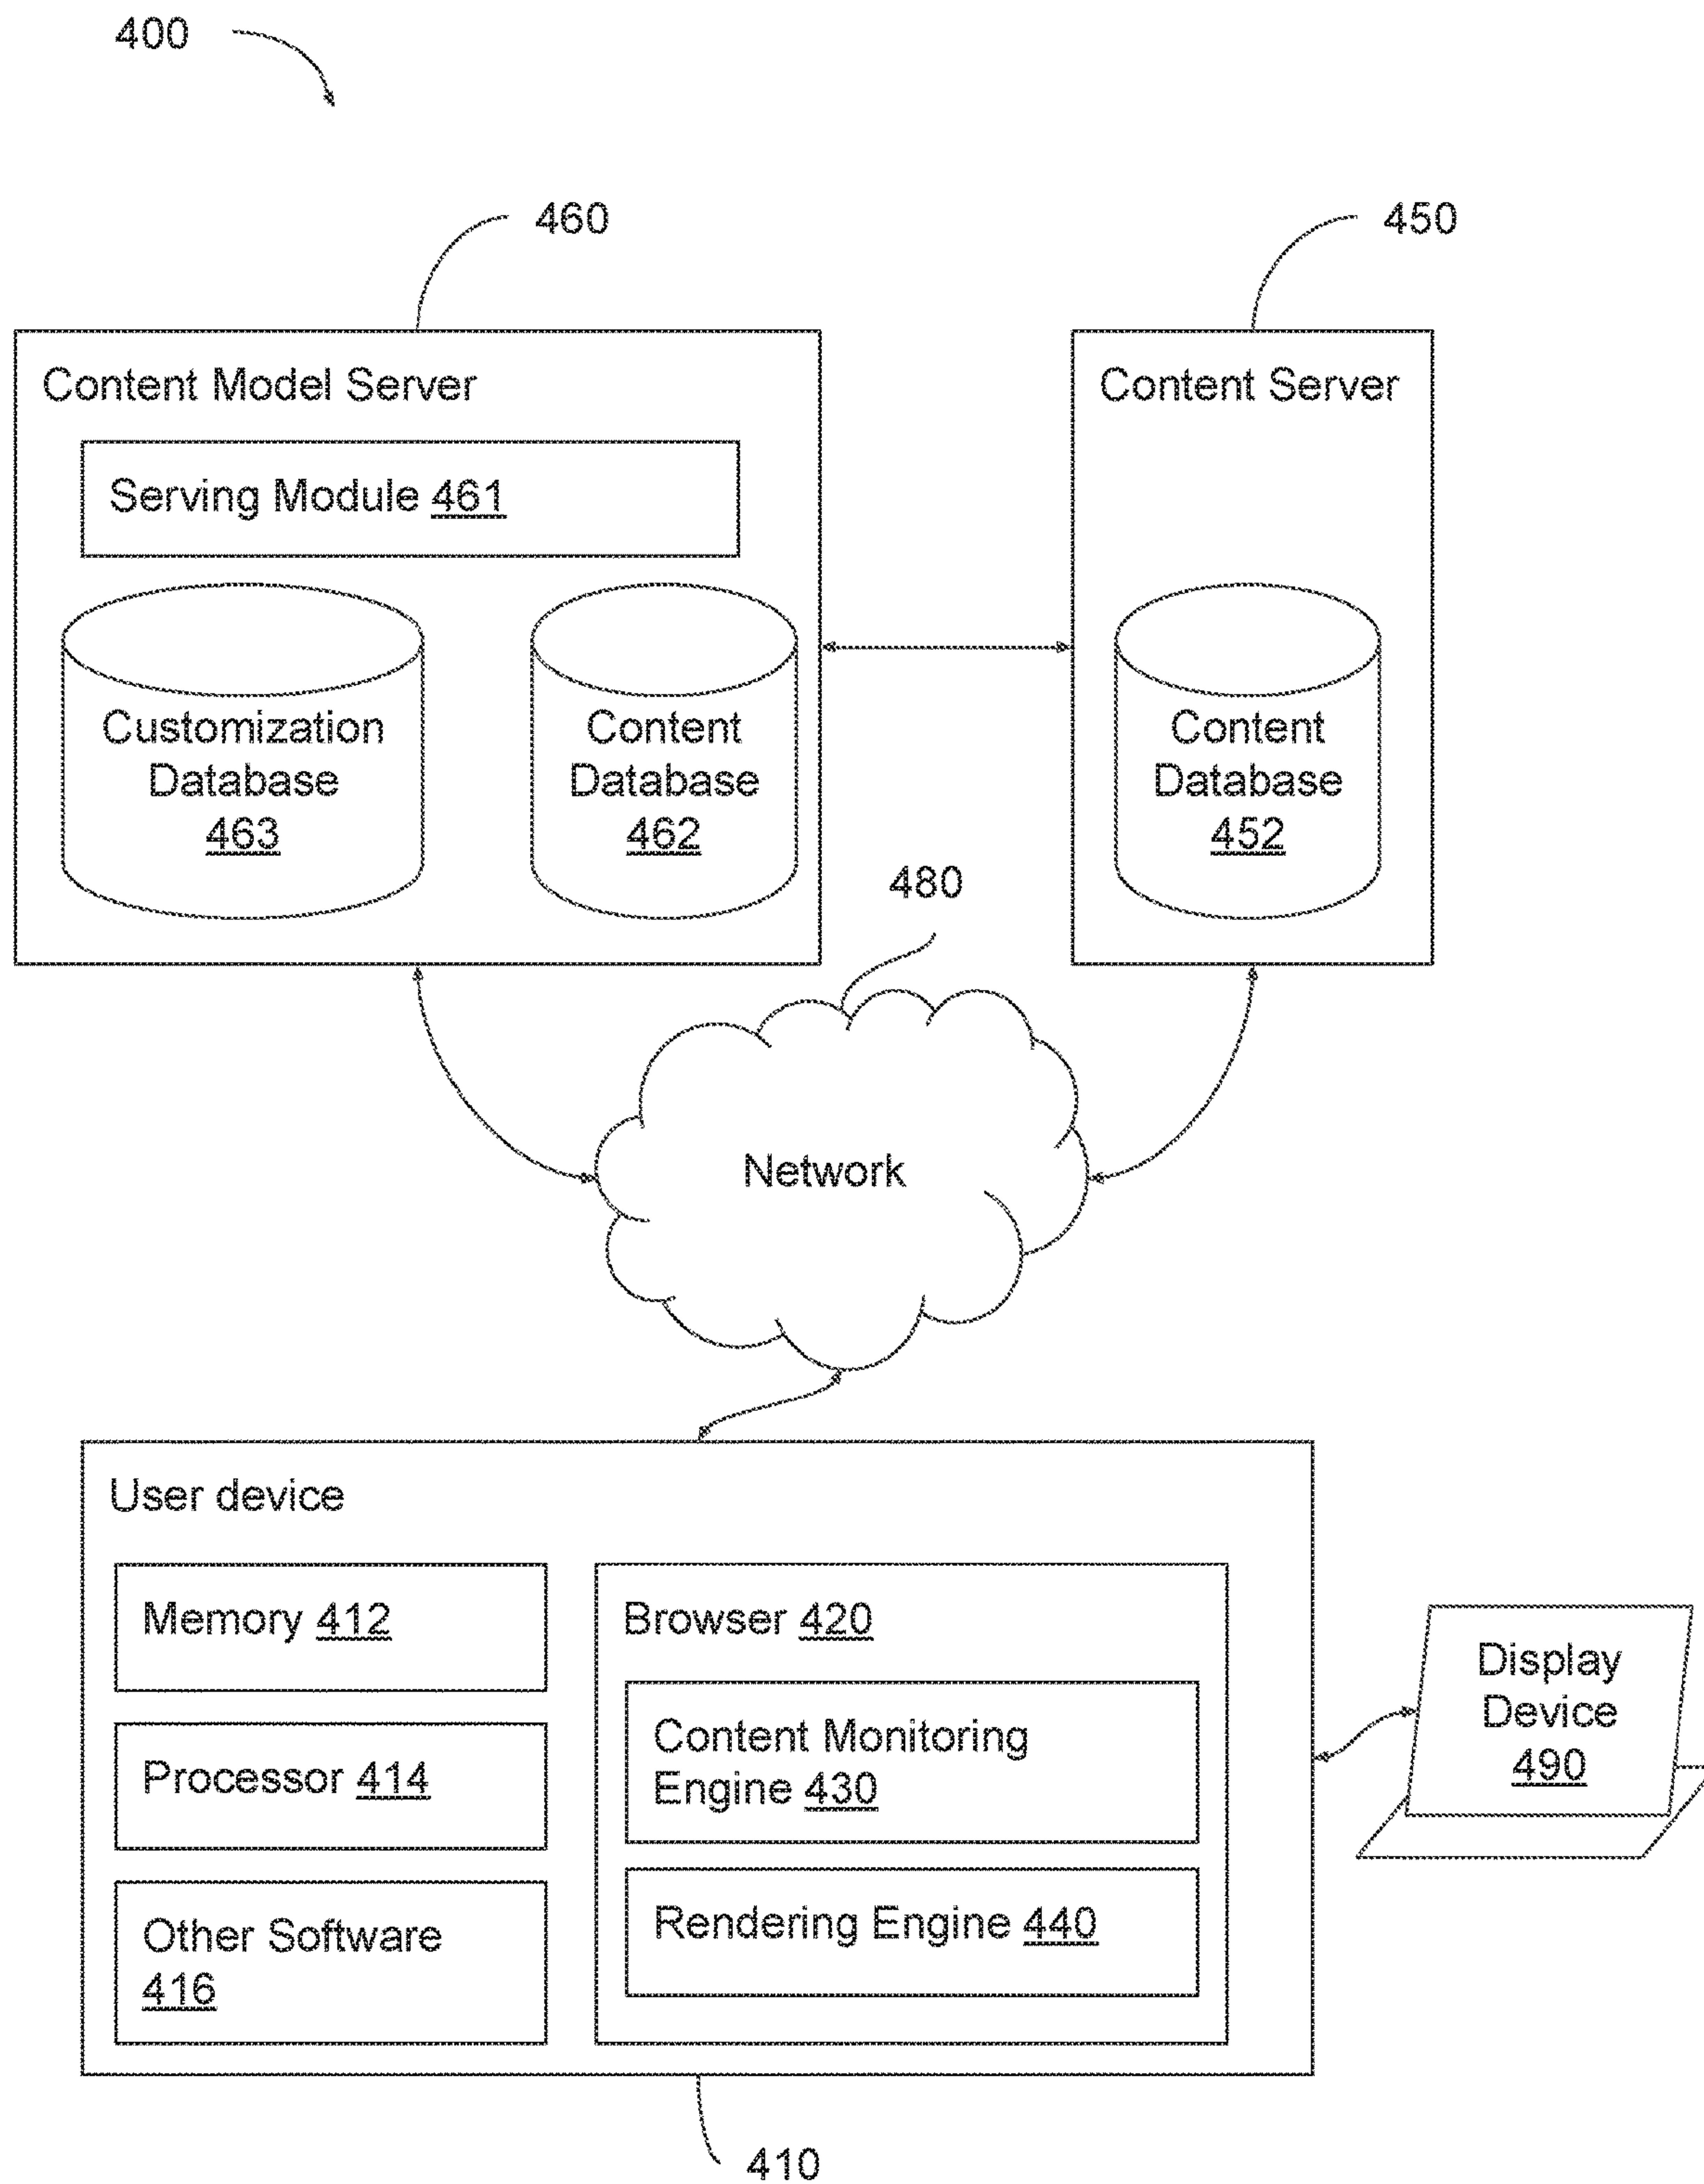 400
460
450
Content Model Server
Content Server
Serving Module 461
Customization
Database
463
Content
Database
462
Content
Database
452
480
Network
User device
Memory 412
Processor 414
Other Software
416
Browser 420
Content Monitoring
Engine 430
Rendering Engine 440
Display
Device
490
410